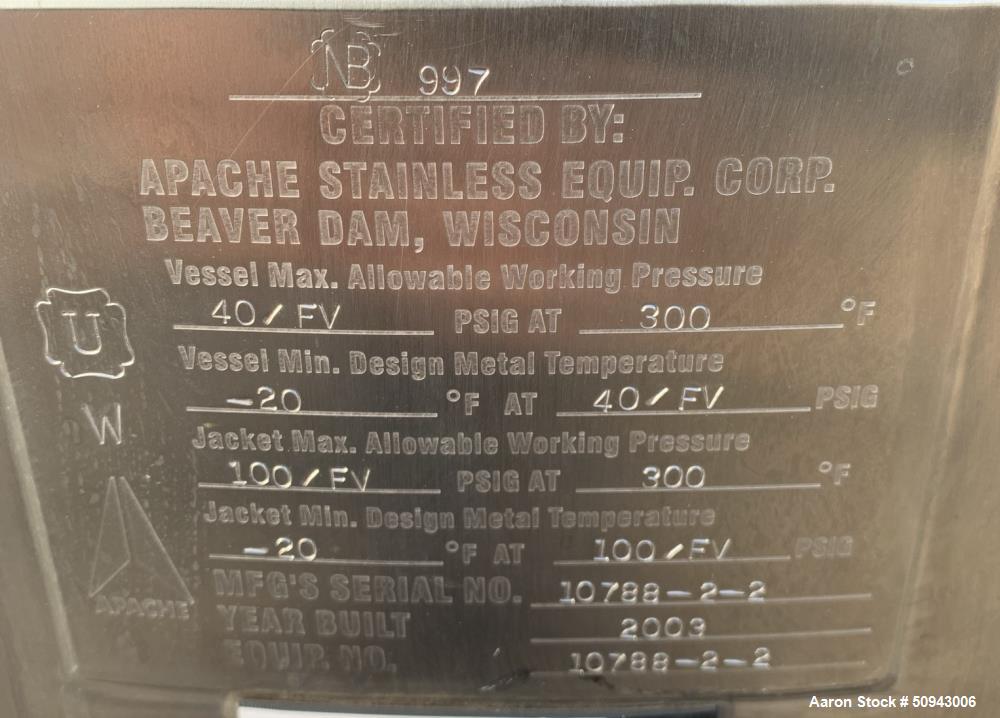 NB 997
CERTIFIED BY:
APACHE STAINLESS EQUIP. CORP.
BEAVER DAM, WISCONSIN
Vessel Max. Allowable Working Pressure
U
40/FV PSIG AT 300 °F
Vessel Min. Design Metal Temperature
-20 °F AT 40/FV PSIG
W
Jacket Max. Allowable Working Pressure
100/FV PSIG AT 300 °F
Jacket Min. Design Metal Temperature
-20 °F AT 100/FV PSIG
APACHE
MFG'S SERIAL NO. 10788-2-2
YEAR BUILT 2003
EQUIP. NO. 10788-2-2
Aaron Stock # 50943006